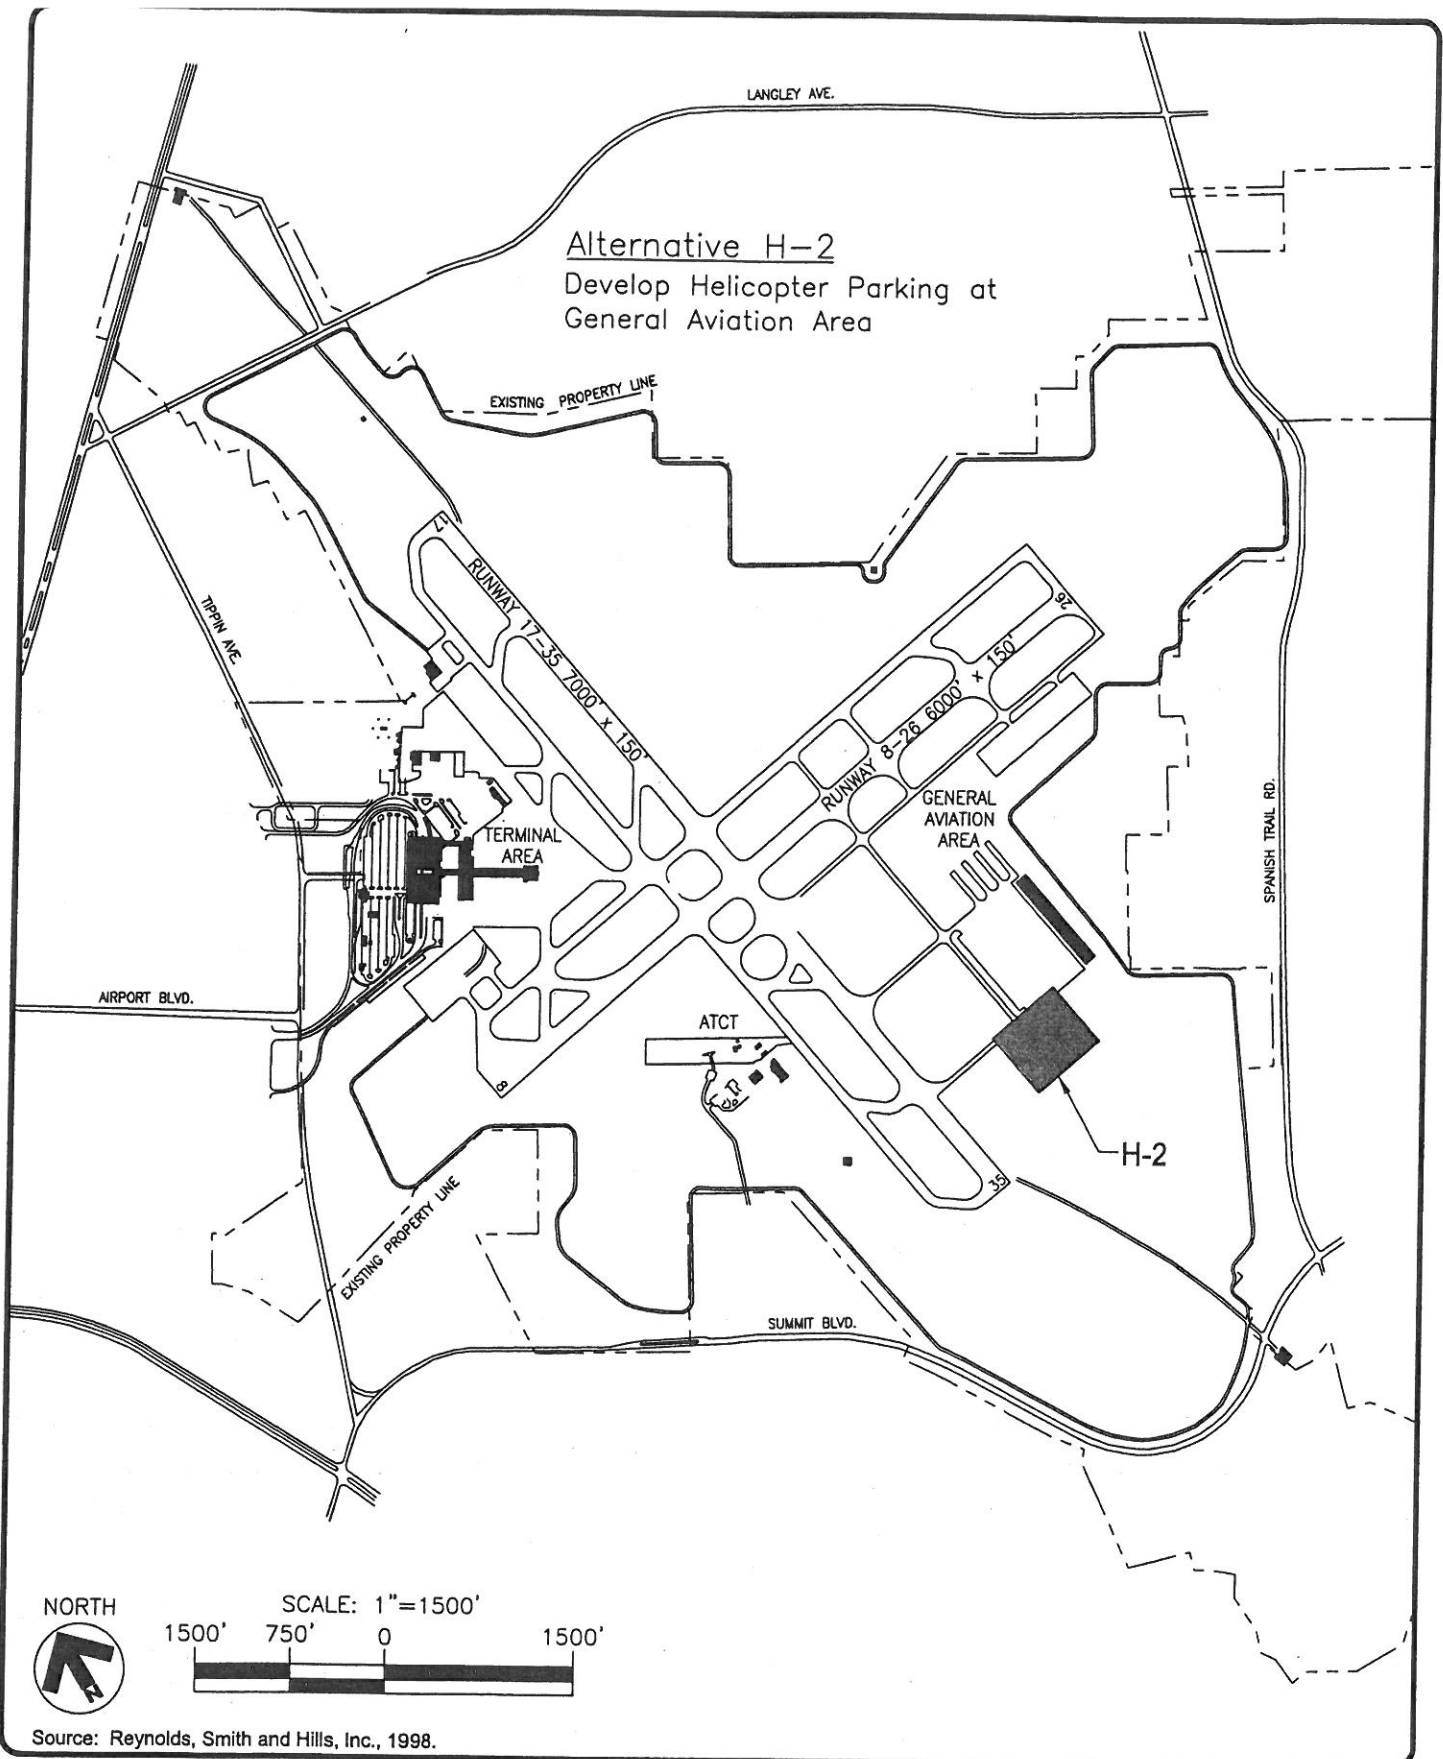 LANGLEY AVE.
Alternative H-2
Develop Helicopter Parking at
General Aviation Area
EXISTING PROPERTY LINE
17
RUNWAY 17-35 7000' x 150'
26
RUNWAY 8-26 6000' x 150'
TIPPIN AVE.
GENERAL
AVIATION
AREA
TERMINAL
AREA
SPANISH TRAIL RD.
AIRPORT BLVD.
ATCT
8
H-2
35
EXISTING PROPERTY LINE
SUMMIT BLVD.
NORTH
N
SCALE: 1"=1500'
1500' 750' 0 1500'
Source: Reynolds, Smith and Hills, Inc., 1998.